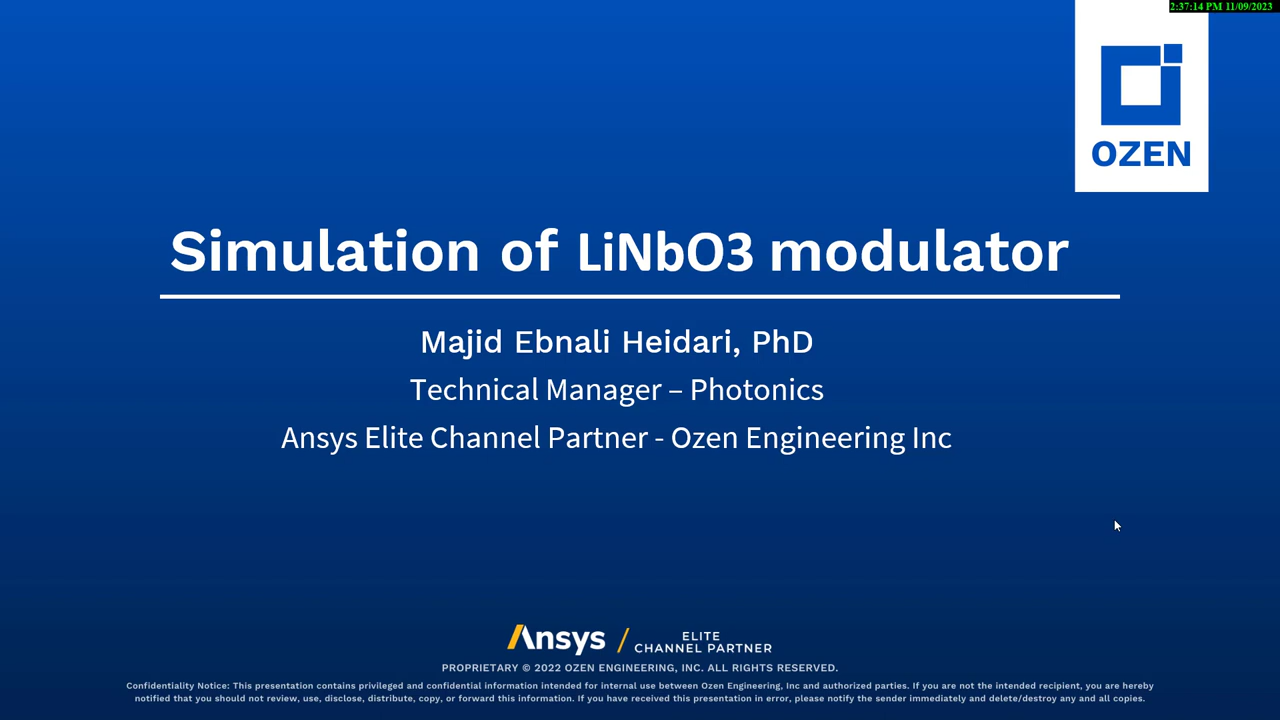 2:37:14 PM 11/09/2023
OZEN
Simulation of LiNbO3 modulator
Majid Ebnali Heidari, PhD
Technical Manager – Photonics
Ansys Elite Channel Partner - Ozen Engineering Inc
Ansys / ELITE
CHANNEL PARTNER
PROPRIETARY © 2022 OZEN ENGINEERING, INC. ALL RIGHTS RESERVED.
Confidentiality Notice: This presentation contains privileged and confidential information intended for internal use between Ozen Engineering, Inc and authorized parties. If you are not the intended recipient, you are hereby
notified that you should not review, use, disclose, distribute, copy, or forward this information. If you have received this presentation in error, please notify the sender immediately and delete/destroy any and all copies.